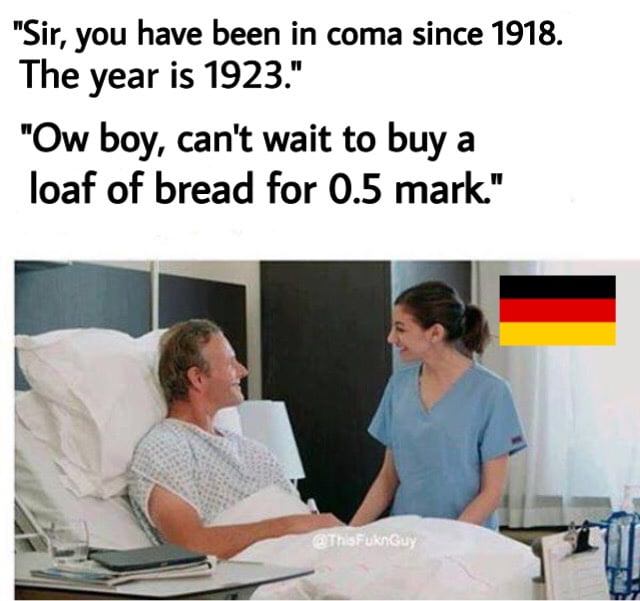 "Sir, you have been in coma since 1918.
The year is 1923."
"Ow boy, can't wait to buy a
loaf of bread for 0.5 mark."
@ThisFuknGuy